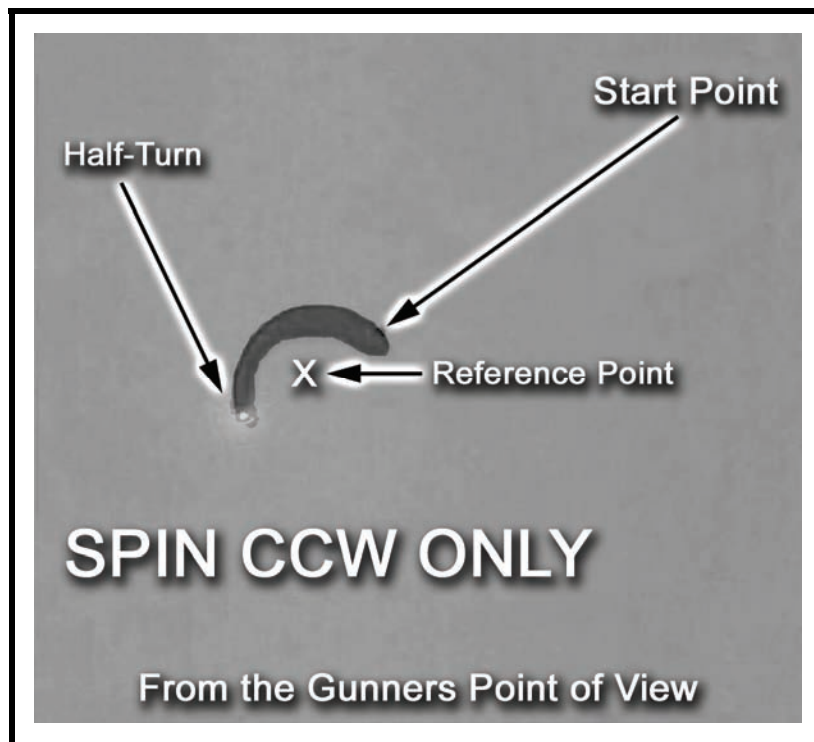 Start Point
Half-Turn
X
Reference Point
SPIN CCW ONLY
From the Gunners Point of View